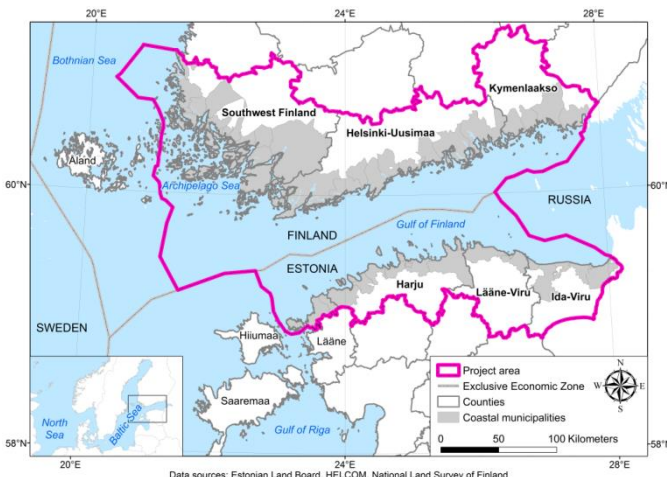 20°E
24°E
28°E
Bothnian Sea
Kymenlaakso
Southwest Finland
Helsinki-Uusimaa
Åland
60°N
Archipelago Sea
60°N
RUSSIA
Gulf of Finland
FINLAND
ESTONIA
Harju
Lääne-Viru
Ida-Viru
SWEDEN
Hiiumaa
Lääne
Saaremaa
Gulf of Riga
North Sea
Baltic Sea
Project area
Exclusive Economic Zone
Counties
Coastal municipalities
N
W
E
S
0 50 100 Kilometers
58°N
58°N
20°E
24°E
28°E
Data sources: Estonian Land Board, HELCOM, National Land Survey of Finland